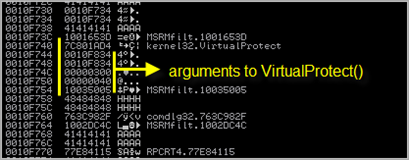 0010F72C 41414141 AAAA
0010F730 0010F734 4≈►.
0010F734 0010F734 4≈►.
0010F738 41414141 AAAA
0010F73C 1001653D =e☺► MSRMfilt.1001653D
0010F740 7C801AD4 kernel32.VirtualProtect
0010F744 0010F834
0010F748 0010F834
0010F74C 00000300
0010F750 00000040 @...
0010F754 10035005 MSRMfilt.10035005
0010F758 48484848 HHHH
0010F75C 48484848 HHHH
0010F760 763C982F comdlg32.763C982F
0010F764 1002DC4C MSRMfilt.1002DC4C
0010F768 41414141 AAAA
0010F76C 41414141 AAAA
0010F770 77E84115 RPCRT4.77E84115
arguments to VirtualProtect()